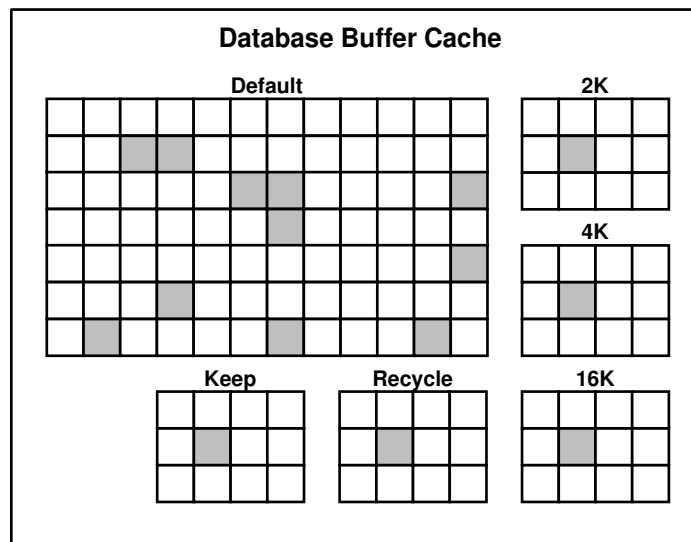 Database Buffer Cache
Default
2K
4K
Keep
Recycle
16K